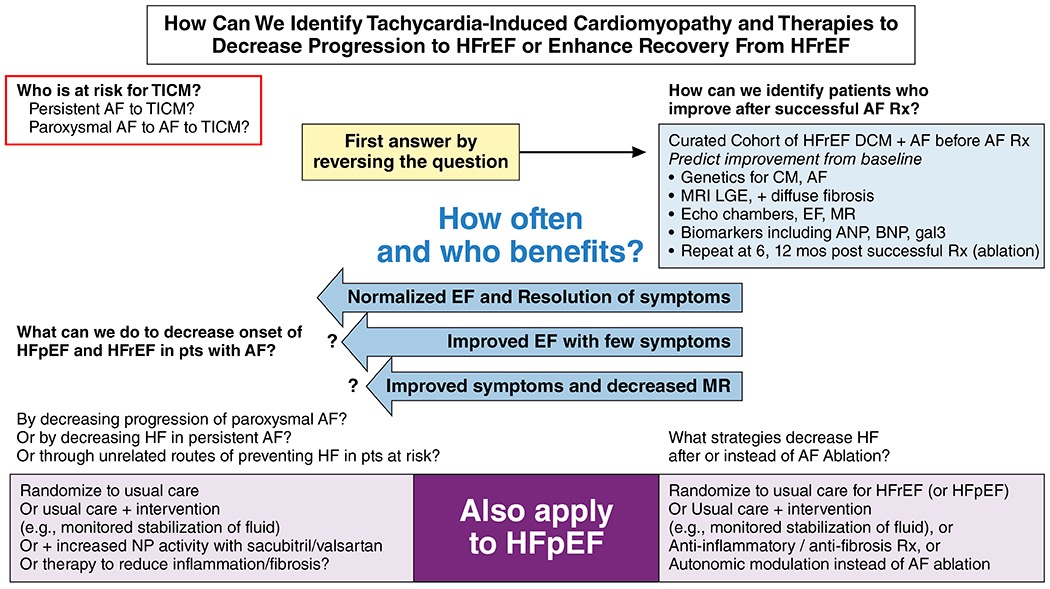 How Can We Identify Tachycardia-Induced Cardiomyopathy and Therapies to
Decrease Progression to HFrEF or Enhance Recovery From HFrEF
Who is at risk for TICM?
Persistent AF to TICM?
Paroxysmal AF to AF to TICM?
First answer by
reversing the question
How can we identify patients who
improve after successful AF Rx?
Curated Cohort of HFrEF DCM + AF before AF Rx
Predict improvement from baseline
• Genetics for CM, AF
• MRI LGE, + diffuse fibrosis
• Echo chambers, EF, MR
• Biomarkers including ANP, BNP, gal3
• Repeat at 6, 12 mos post successful Rx (ablation)
How often
and who benefits?
Normalized EF and Resolution of symptoms
What can we do to decrease onset of
HFpEF and HFrEF in pts with AF?
? Improved EF with few symptoms
? Improved symptoms and decreased MR
By decreasing progression of paroxysmal AF?
Or by decreasing HF in persistent AF?
Or through unrelated routes of preventing HF in pts at risk?
Randomize to usual care
Or usual care + intervention
(e.g., monitored stabilization of fluid)
Or + increased NP activity with sacubitril/valsartan
Or therapy to reduce inflammation/fibrosis?
Also apply
to HFpEF
What strategies decrease HF
after or instead of AF Ablation?
Randomize to usual care for HFrEF (or HFpEF)
Or Usual care + intervention
(e.g., monitored stabilization of fluid), or
Anti-inflammatory / anti-fibrosis Rx, or
Autonomic modulation instead of AF ablation